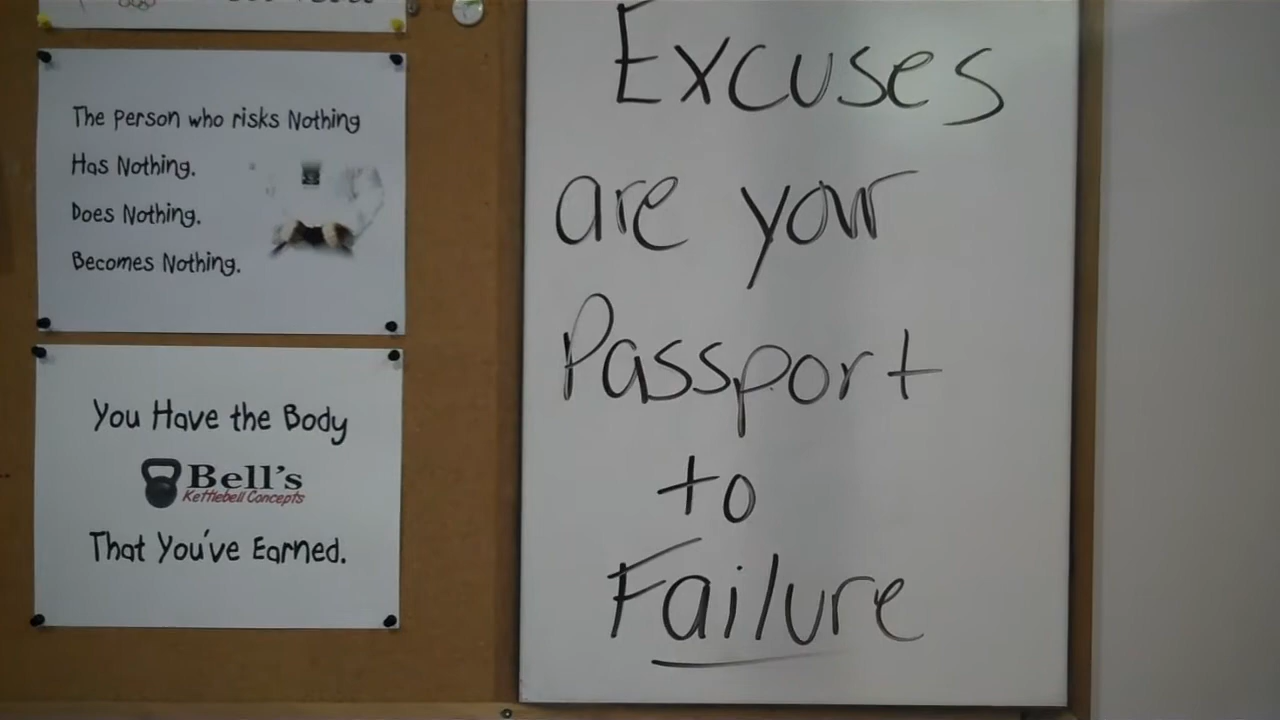 The Person who risks Nothing
Has Nothing.
Does Nothing.
Becomes Nothing.
You Have the Body
Bell's
Kettlebell Concepts
That You've Earned.
Excuses
are your
Passport
to
Failure